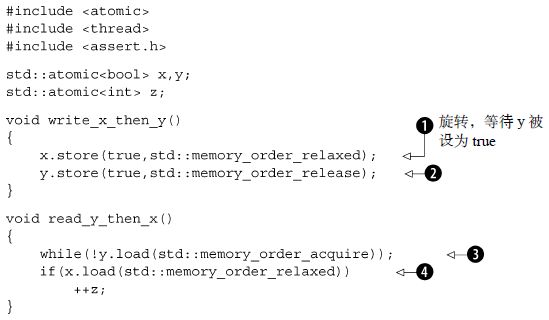 #include <atomic>
#include <thread>
#include <assert.h>
std::atomic<bool> x,y;
std::atomic<int> z;
void write_x_then_y()
{
    x.store(true,std::memory_order_relaxed);
    y.store(true,std::memory_order_release);
}
void read_y_then_x()
{
    while(!y.load(std::memory_order_acquire));
    if(x.load(std::memory_order_relaxed))
        ++z;
}
1 旋转，等待 y 被
设为 true
2
3
4